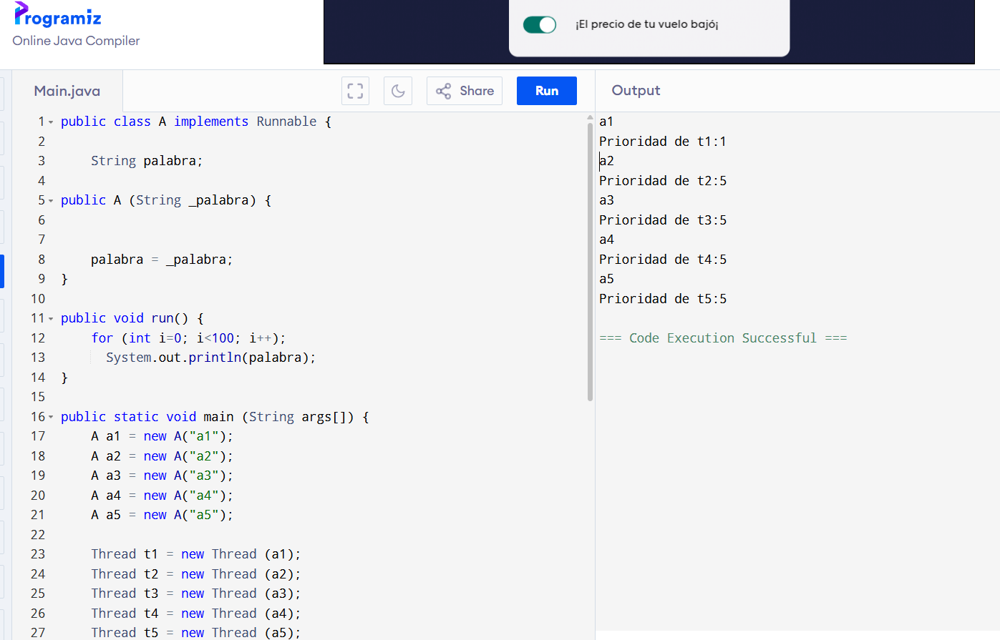 Programiz
Online Java Compiler
¡El precio de tu vuelo bajó¡
Main.java
Share
Run
Output
1 public class A implements Runnable {
2
3 String palabra;
4
5 public A (String _palabra) {
6
7
8 palabra = _palabra;
9 }
10
11 public void run() {
12 for (int i=0; i<100; i++);
13 System.out.println(palabra);
14 }
15
16 public static void main (String args[]) {
17 A a1 = new A("a1");
18 A a2 = new A("a2");
19 A a3 = new A("a3");
20 A a4 = new A("a4");
21 A a5 = new A("a5");
22
23 Thread t1 = new Thread (a1);
24 Thread t2 = new Thread (a2);
25 Thread t3 = new Thread (a3);
26 Thread t4 = new Thread (a4);
27 Thread t5 = new Thread (a5);
a1
Prioridad de t1:1
a2
Prioridad de t2:5
a3
Prioridad de t3:5
a4
Prioridad de t4:5
a5
Prioridad de t5:5
=== Code Execution Successful ===